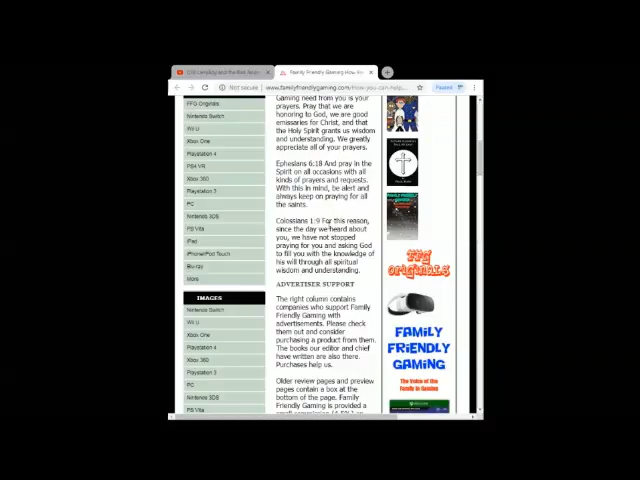 Family Friendly Gaming How
Not secure | www.familyfriendlygaming.com/How-you-can-help...
Paused
FFG Originals
Nintendo Switch
Wii U
Xbox One
Playstation 4
PS4 VR
Xbox 360
Playstation 3
PC
Nintendo 3DS
PS Vita
iPad
iPhone/iPod Touch
Blu-ray
More
IMAGES
Nintendo Switch
Wii U
Xbox One
Playstation 4
Xbox 360
Playstation 3
PC
Nintendo 3DS
PS Vita
Gaming need from you is your
prayers. Pray that we are
honoring to God, we are good
emissaries for Christ, and that
the Holy Spirit grants us wisdom
and understanding. We greatly
appreciate all of your prayers.
Ephesians 6:18 And pray in the
Spirit on all occasions with all
kinds of prayers and requests.
With this in mind, be alert and
always keep on praying for all
the saints.
Colossians 1:9 For this reason,
since the day we heard about
you, we have not stopped
praying for you and asking God
to fill you with the knowledge of
his will through all spiritual
wisdom and understanding.
ADVERTISER SUPPORT
The right column contains
companies who support Family
Friendly Gaming with
advertisements. Please check
them out and consider
purchasing a product from them.
The books our editor and chief
have written are also there.
Purchases help us.
Older review pages and preview
pages contain a box at the
bottom of the page. Family
Friendly Gaming is provided a
FFG
ORIGINALS
FAMILY
FRIENDLY
GAMING
The Voice of the
Family in Gaming